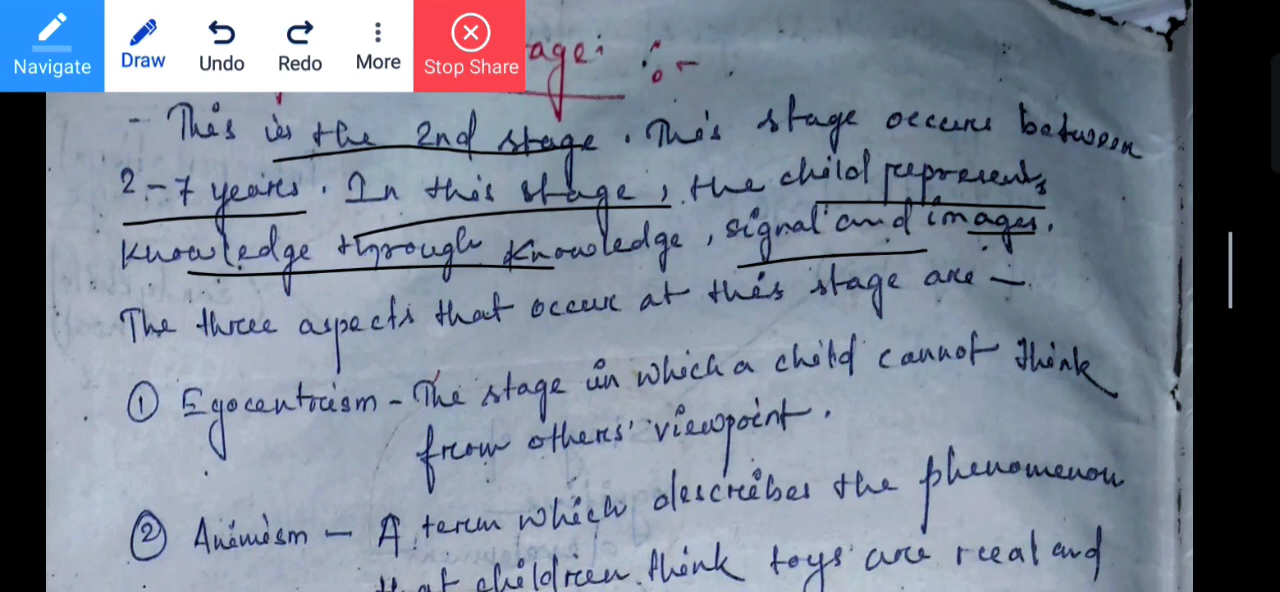 Navigate
Draw
Undo
Redo
More
Stop Share
age: :-
- This is the 2nd stage. This stage occurs between
2-7 years. In this stage, the child represents
knowledge through knowledge, signal and images.
The three aspects that occur at this stage are -
① Egocentrism - The stage in which a child cannot think
from others' viewpoint.
② Animism - A term which describes the phenomenon
that children think toys are real and